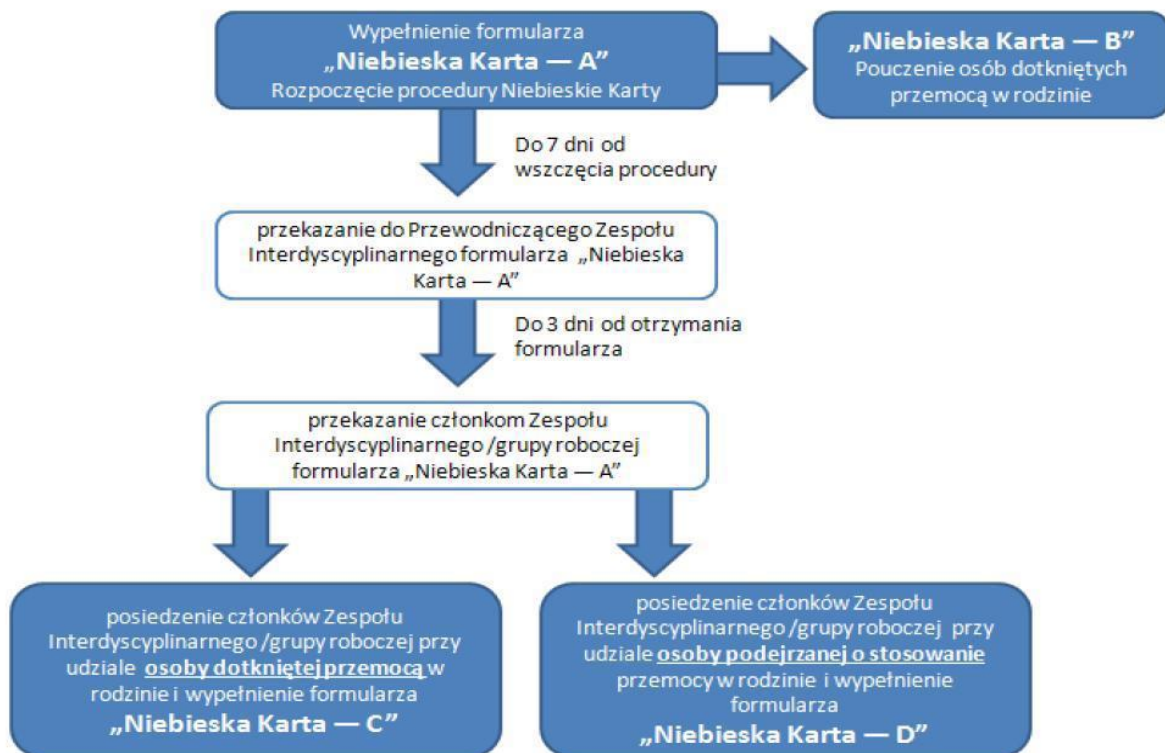 Wypełnienie formularza
„Niebieska Karta — A”
Rozpoczęcie procedury Niebieskie Karty
„Niebieska Karta — B”
Pouczenie osób dotkniętych
przemocą w rodzinie
Do 7 dni od
wszczęcia procedury
przekazanie do Przewodniczącego Zespołu
Interdyscyplinarnego formularza „Niebieska
Karta — A”
Do 3 dni od otrzymania
formularza
przekazanie członkom Zespołu
Interdyscyplinarnego /grupy roboczej
formularza „Niebieska Karta — A”
posiedzenie członków Zespołu
Interdyscyplinarnego /grupy roboczej przy
udziale osoby dotkniętej przemocą w
rodzinie i wypełnienie formularza
„Niebieska Karta — C”
posiedzenie członków Zespołu
Interdyscyplinarnego /grupy roboczej przy
udziale osoby podejrzanej o stosowanie
przemocy w rodzinie i wypełnienie
formularza
„Niebieska Karta — D”